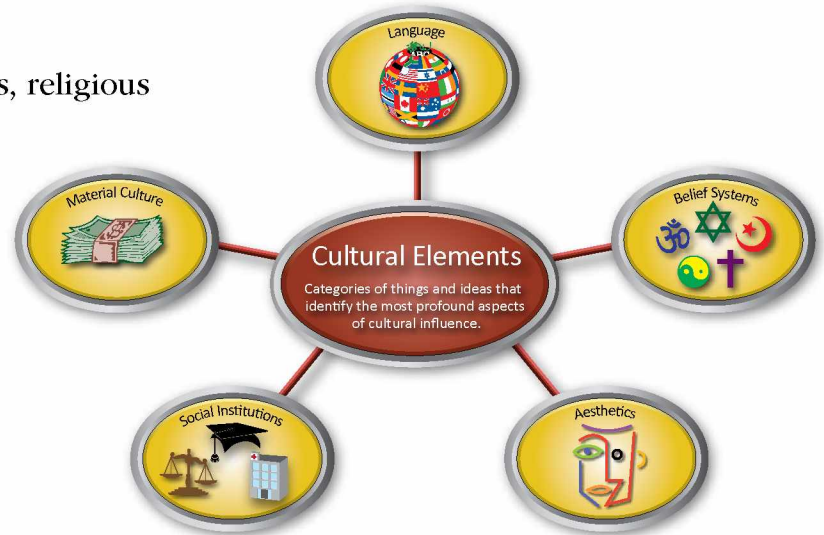 Language
s, religious
Material Culture
Belief Systems
Cultural Elements
Categories of things and ideas that
identify the most profound aspects
of cultural influence.
Social Institutions
Aesthetics